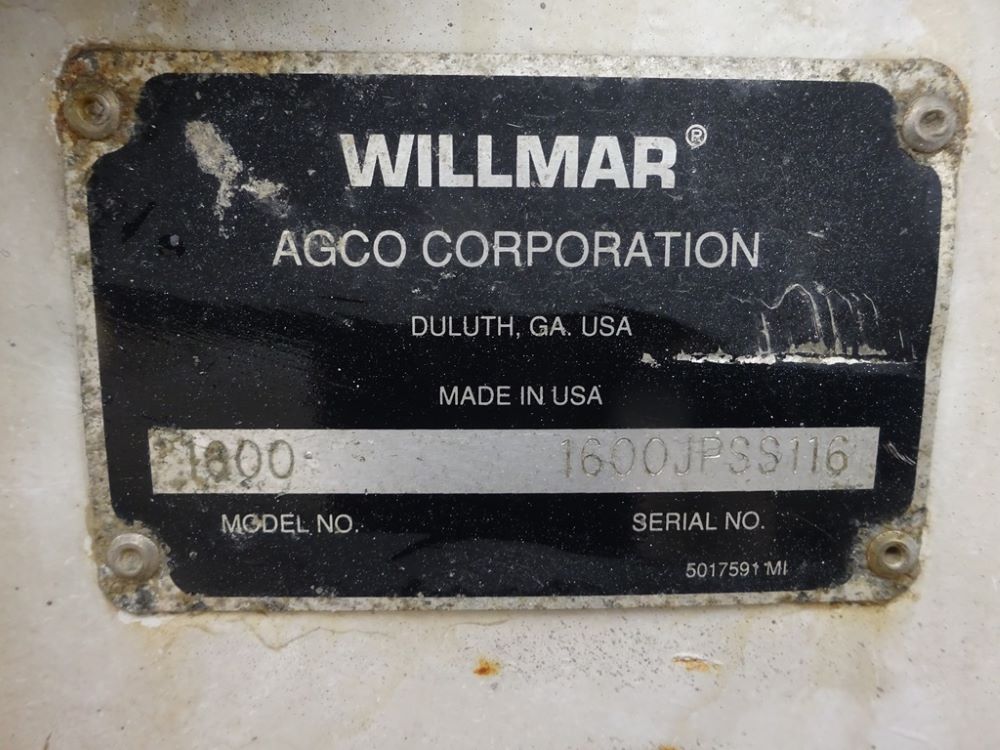 WILLMAR®
AGCO CORPORATION
DULUTH, GA. USA
MADE IN USA
1600 1600JPSS116
MODEL NO. SERIAL NO.
5017591 MI